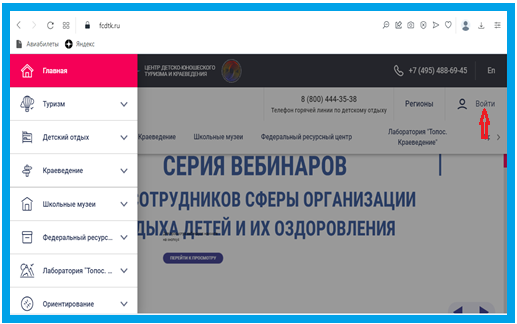 fcdtk.ru
Авиабилеты Яндекс
Главная
ЦЕНТР ДЕТСКО-ЮНОШЕСКОГО
ТУРИЗМА И КРАЕВЕДЕНИЯ
+7 (495) 488-69-45 En
Туризм
8 (800) 444-35-38
Телефон горячей линии по детскому отдыху
Регионы
Войти
Детский отдых
Краеведение Школьные музеи Федеральный ресурсный центр
Лаборатория "Топос.
Краеведение"
Краеведение
СЕРИЯ ВЕБИНАРОВ
Школьные музеи
ОТРУДНИКОВ СФЕРЫ ОРГАНИЗАЦИИ
ДЫХА ДЕТЕЙ И ИХ ОЗДОРОВЛЕНИЯ
Федеральный ресурс...
ПЕРЕЙТИ К ПРОСМОТРУ
Лаборатория "Топос. ...
Ориентирование